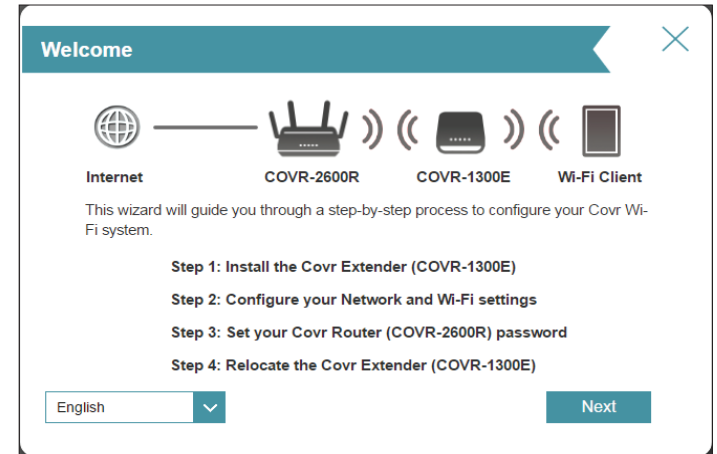 Welcome
Internet
COVR-2600R
COVR-1300E
Wi-Fi Client
This wizard will guide you through a step-by-step process to configure your Covr Wi-
Fi system.
Step 1: Install the Covr Extender (COVR-1300E)
Step 2: Configure your Network and Wi-Fi settings
Step 3: Set your Covr Router (COVR-2600R) password
Step 4: Relocate the Covr Extender (COVR-1300E)
English
Next